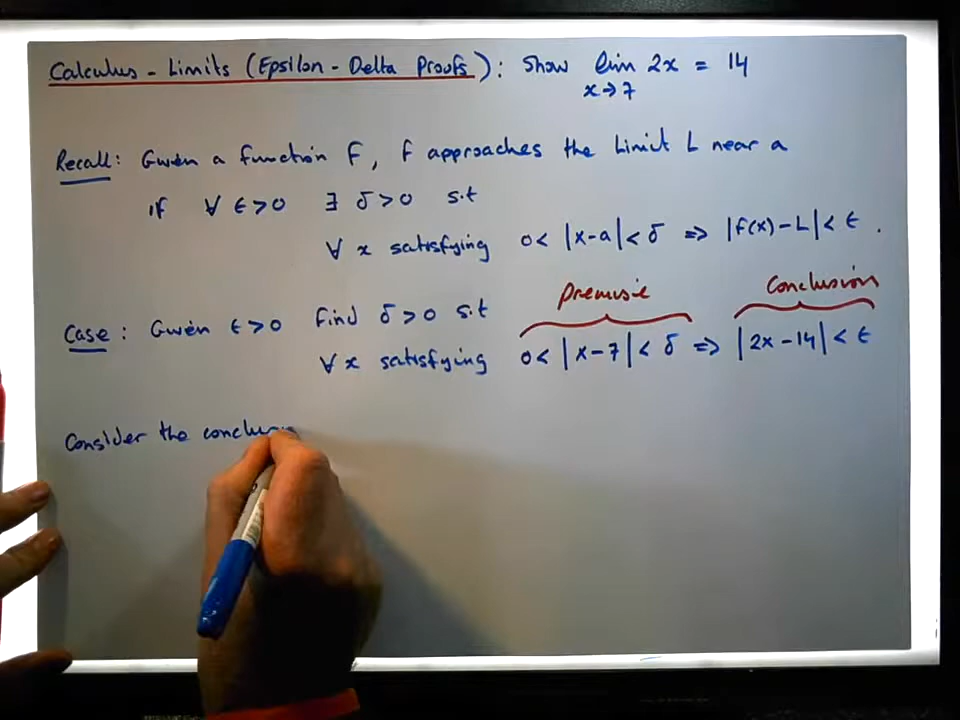 Calculus - Limits (Epsilon - Delta Proofs): Show lim 2x = 14
x→7
Recall: Given a function f, f approaches the limit L near a
if ∀ ε>0 ∃ δ>0 s.t
∀ x satisfying 0< |x-a| < δ => |f(x)-L| < ε.
Premisie Conclusion
Case: Given ε>0 find δ>0 s.t
∀ x satisfying 0< |x-7| < δ => |2x-14| < ε
Consider the